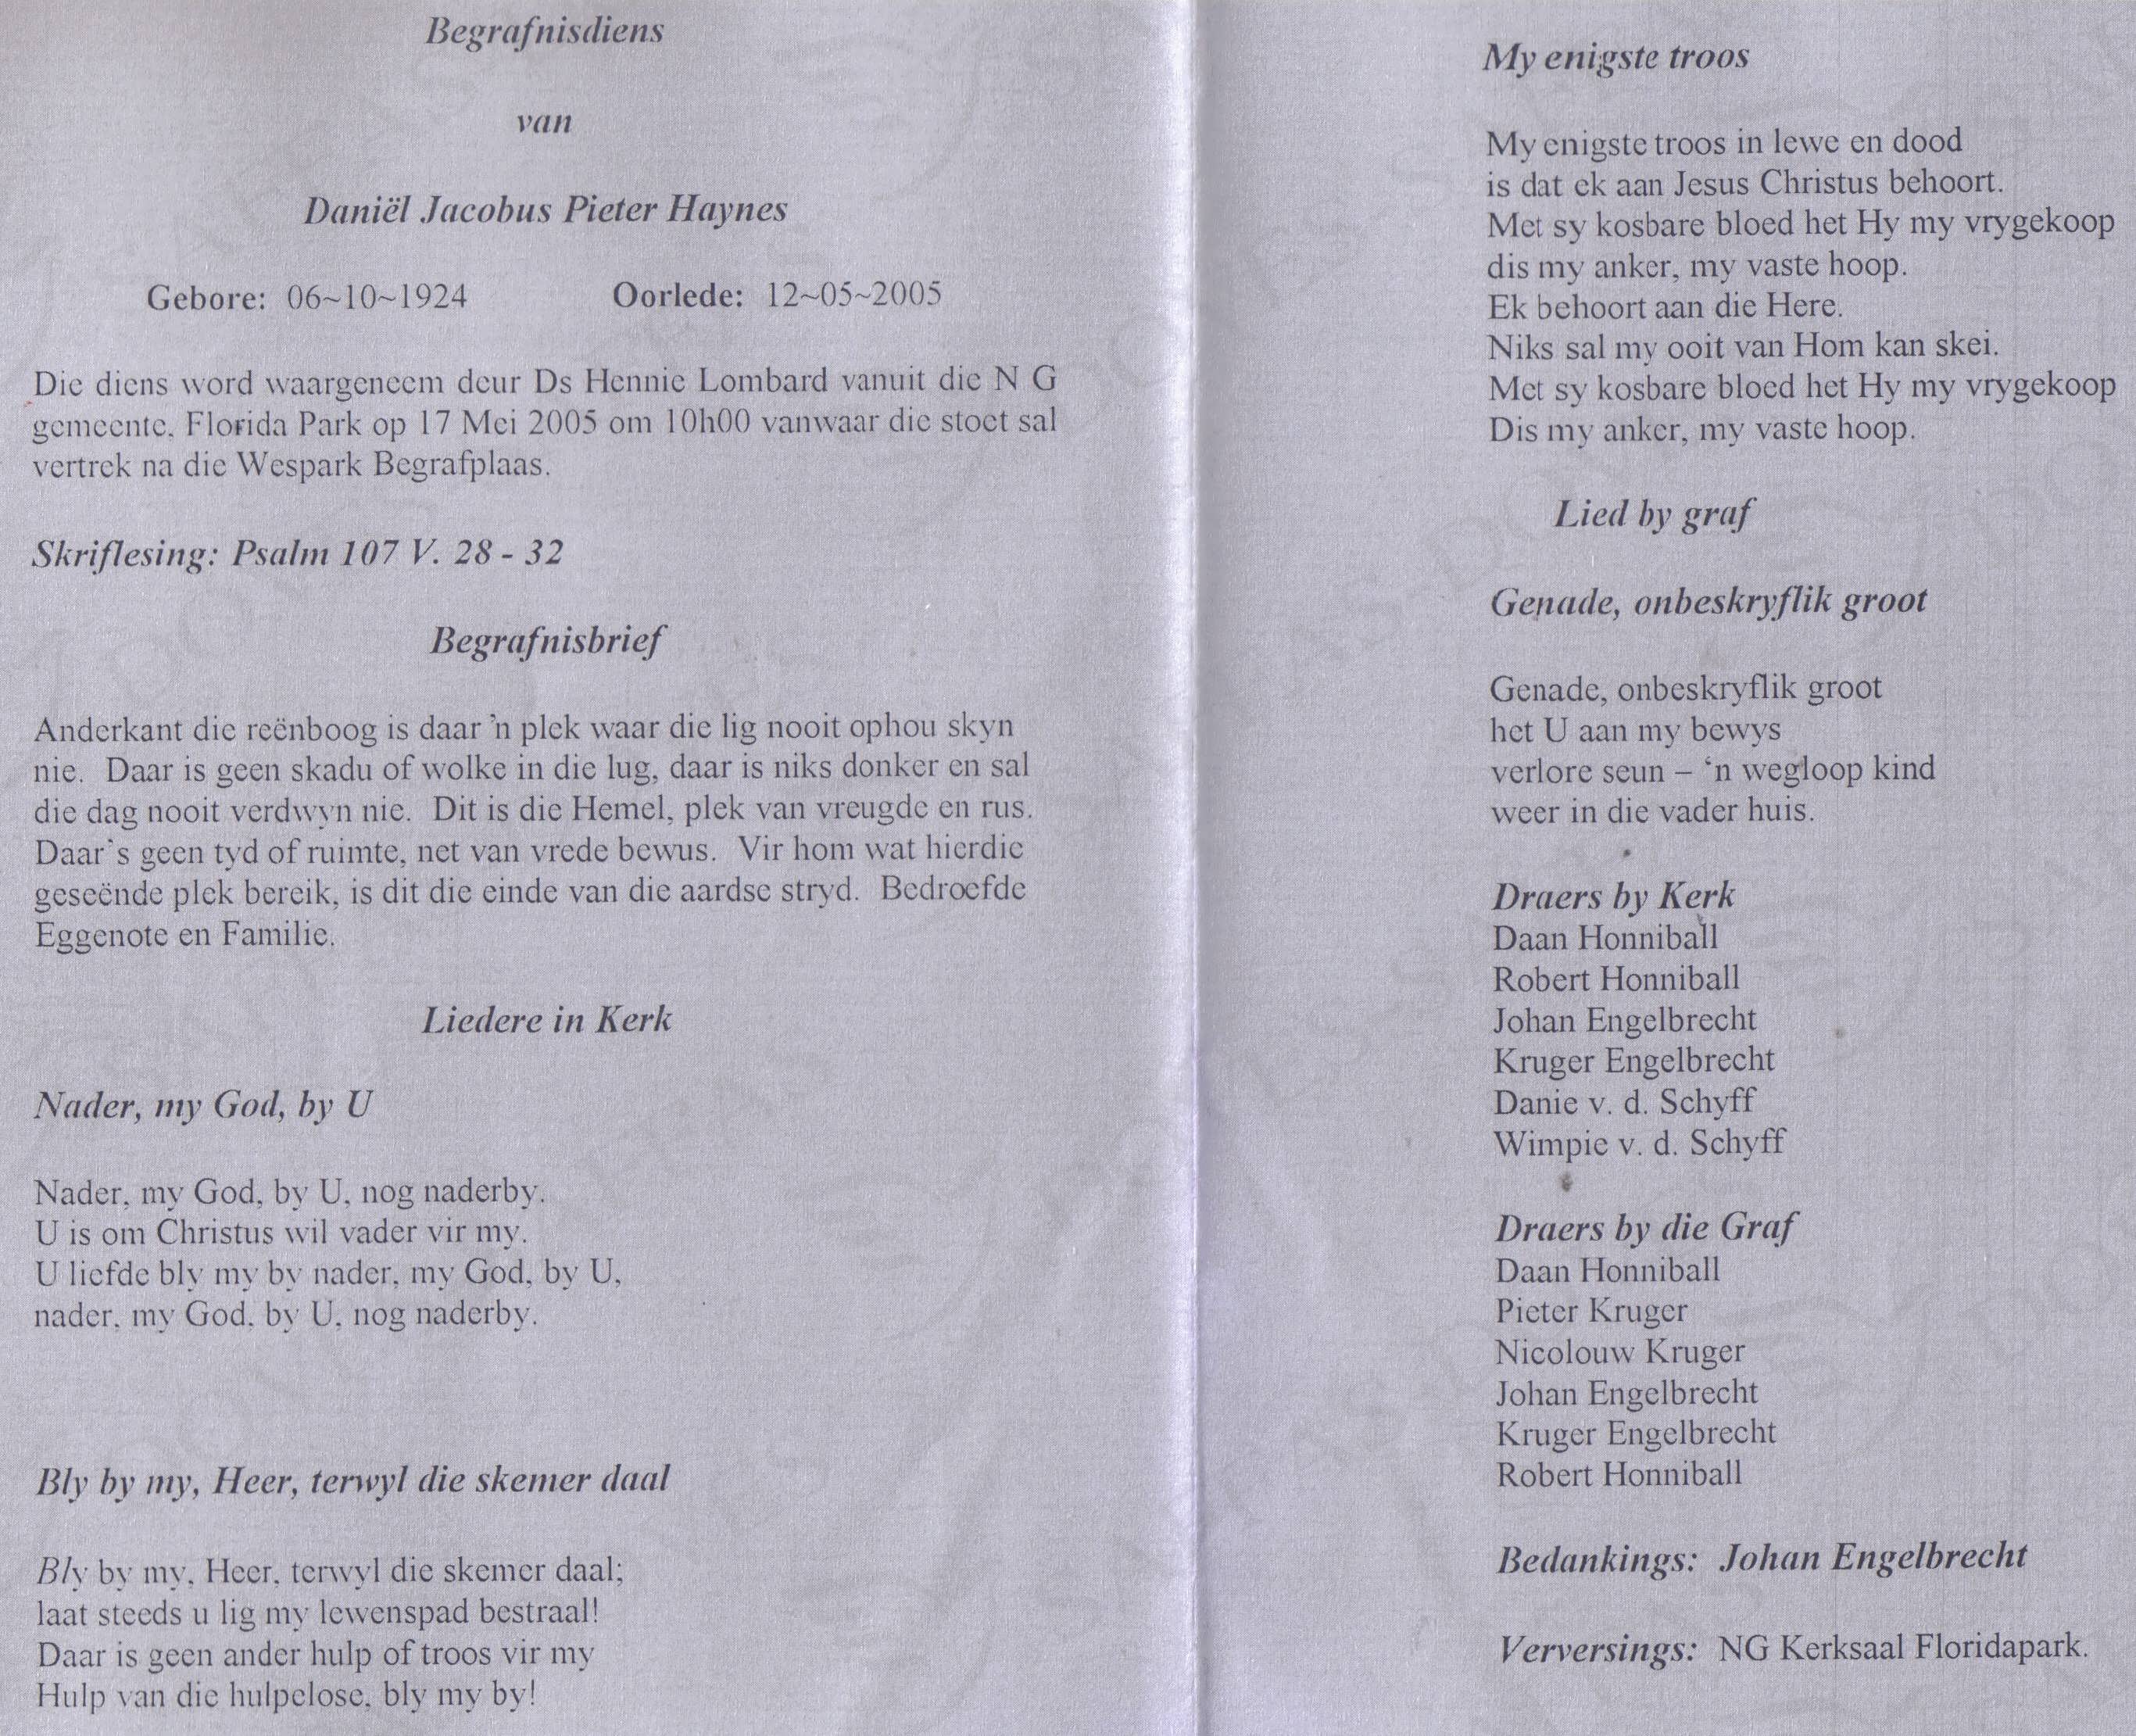 Begrafnisdiens
van
Daniël Jacobus Pieter Haynes
Gebore: 06~10~1924 Oorlede: 12~05~2005
Die diens word waargeneem deur Ds Hennie Lombard vanuit die N G
gemeente, Florida Park op 17 Mei 2005 om 10h00 vanwaar die stoet sal
vertrek na die Wespark Begrafplaas.
Skriflesing: Psalm 107 V. 28 - 32
Begrafnisbrief
Anderkant die reënboog is daar 'n plek waar die lig nooit ophou skyn
nie. Daar is geen skadu of wolke in die lug, daar is niks donker en sal
die dag nooit verdwyn nie. Dit is die Hemel, plek van vreugde en rus.
Daar's geen tyd of ruimte, net van vrede bewus. Vir hom wat hierdie
geseënde plek bereik, is dit die einde van die aardse stryd. Bedroefde
Eggenote en Familie.
Liedere in Kerk
Nader, my God, by U
Nader, my God, by U, nog naderby.
U is om Christus wil vader vir my.
U liefde bly my by nader, my God, by U,
nader, my God, by U, nog naderby.
Bly by my, Heer, terwyl die skemer daal
Bly by my, Heer, terwyl die skemer daal;
laat steeds u lig my lewenspad bestraal!
Daar is geen ander hulp of troos vir my
Hulp van die hulpelose, bly my by!
My enigste troos
My enigste troos in lewe en dood
is dat ek aan Jesus Christus behoort.
Met sy kosbare bloed het Hy my vrygekoop
dis my anker, my vaste hoop.
Ek behoort aan die Here.
Niks sal my ooit van Hom kan skei.
Met sy kosbare bloed het Hy my vrygekoop
Dis my anker, my vaste hoop.
Lied by graf
Genade, onbeskryflik groot
Genade, onbeskryflik groot
het U aan my bewys
verlore seun – 'n wegloop kind
weer in die vader huis.
Draers by Kerk
Daan Honniball
Robert Honniball
Johan Engelbrecht
Kruger Engelbrecht
Danie v. d. Schyff
Wimpie v. d. Schyff
Draers by die Graf
Daan Honniball
Pieter Kruger
Nicolouw Kruger
Johan Engelbrecht
Kruger Engelbrecht
Robert Honniball
Bedankings: Johan Engelbrecht
Verversings: NG Kerksaal Floridapark.